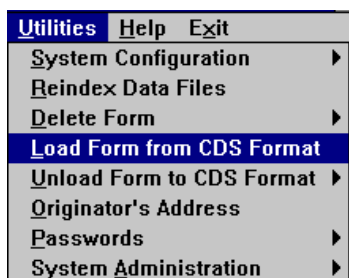 Utilities Help Exit
System Configuration
Reindex Data Files
Delete Form
Load Form from CDS Format
Unload Form to CDS Format
Originator's Address
Passwords
System Administration